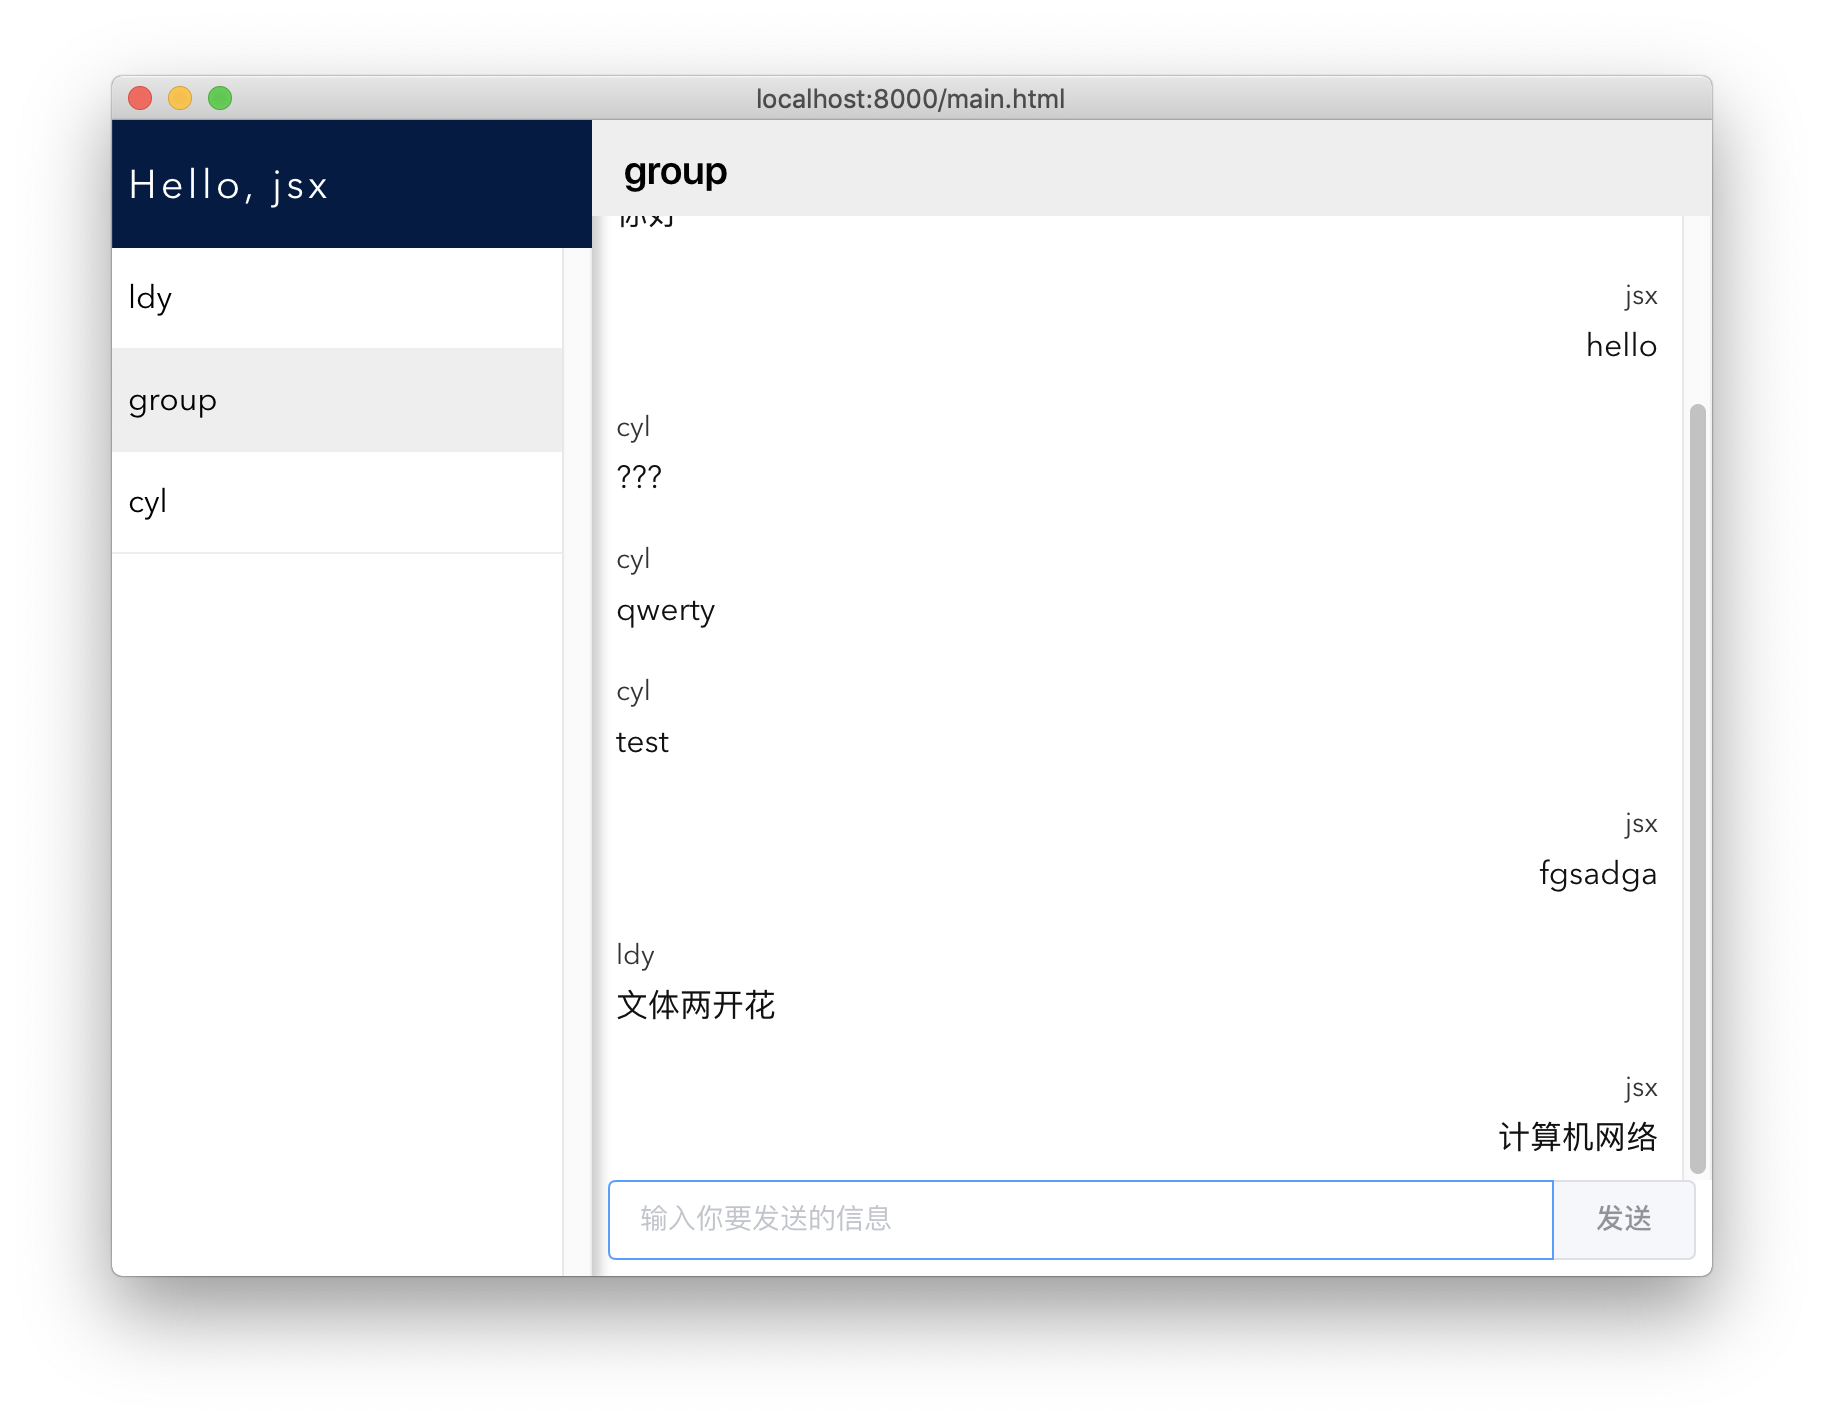 localhost:8000/main.html
Hello, jsx
ldy
group
cyl
group
你好
jsx
hello
cyl
???
cyl
qwerty
cyl
test
jsx
fgsadga
ldy
文体两开花
jsx
计算机网络
输入你要发送的信息
发送